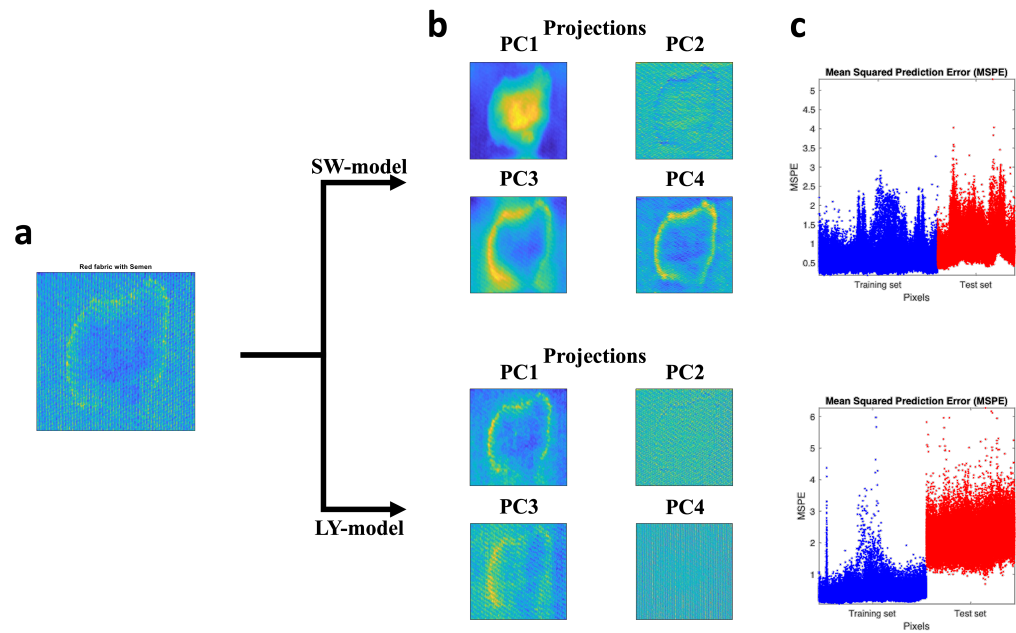 a
Red fabric with Semen
SW-model
LY-model
b
Projections
PC1
PC2
PC3
PC4
Projections
PC1
PC2
PC3
PC4
c
Mean Squared Prediction Error (MSPE)
5
4.5
4
3.5
3
2.5
2
1.5
1
0.5
MSPE
Training set
Test set
Pixels
Mean Squared Prediction Error (MSPE)
6
5
4
3
2
1
MSPE
Training set
Test set
Pixels